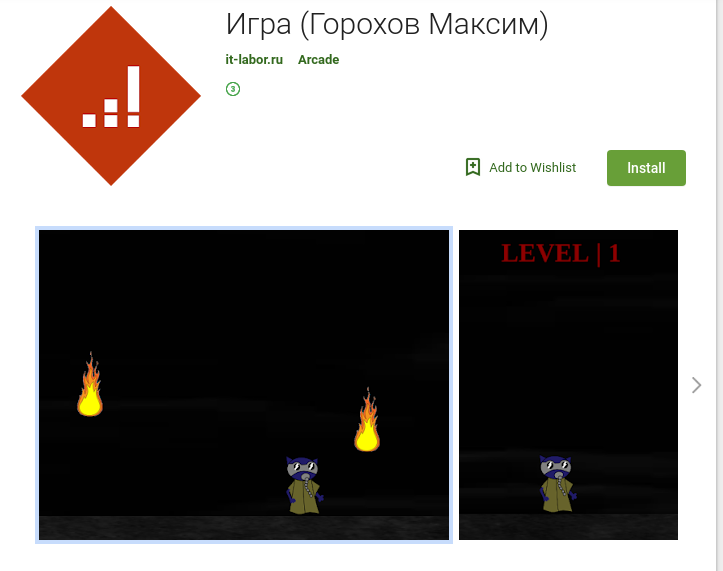 Игра (Горохов Максим)
it-labor.ru Arcade
3
Add to Wishlist
Install
LEVEL | 1